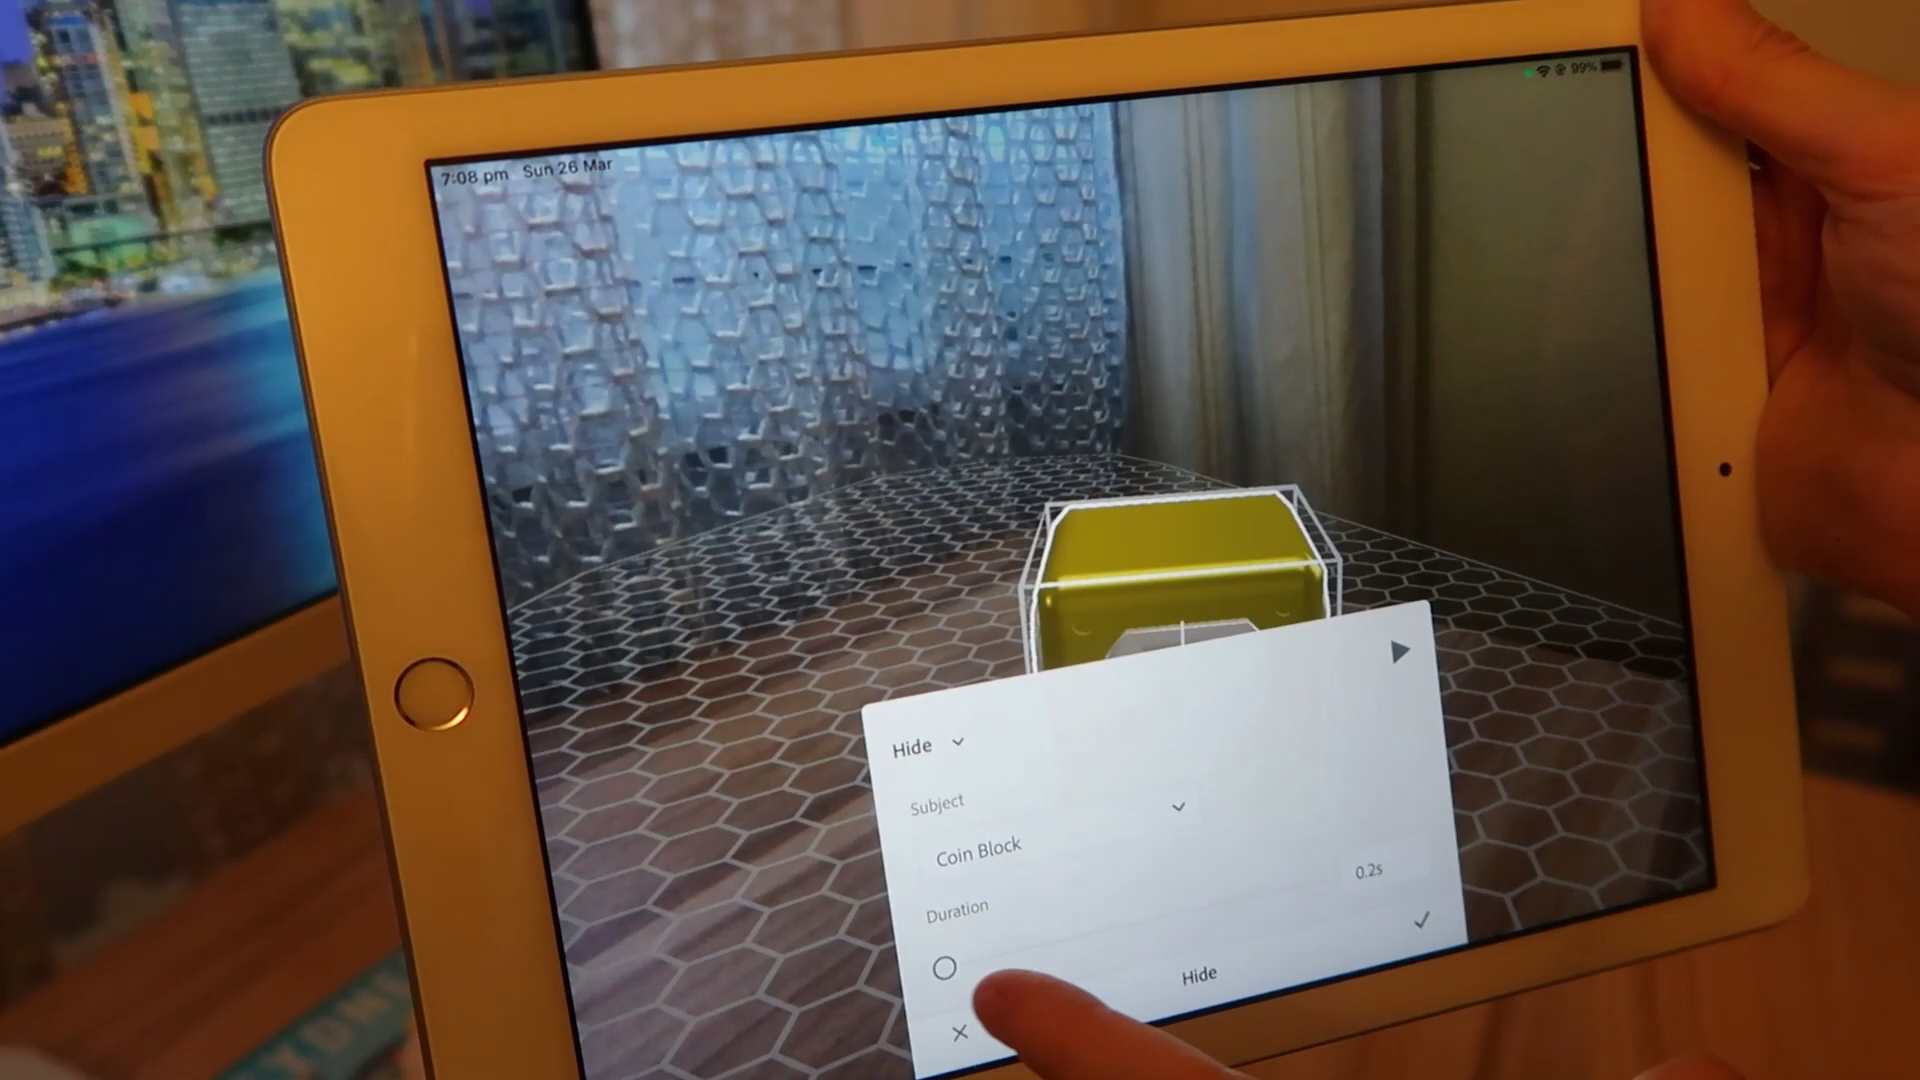 7:08 pm Sun 26 Mar
99%
Hide
Subject
Coin Block
Duration
0.2s
Hide